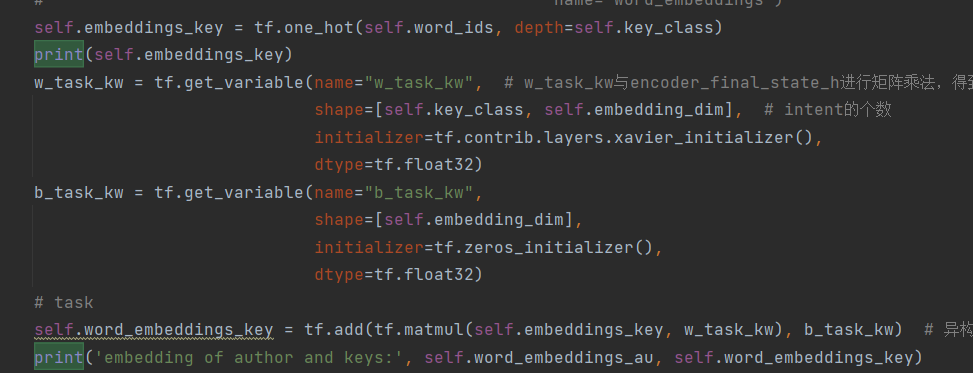 # name="word_embeddings")
self.embeddings_key = tf.one_hot(self.word_ids, depth=self.key_class)
print(self.embeddings_key)
w_task_kw = tf.get_variable(name="w_task_kw",  # w_task_kw与encoder_final_state_h进行矩阵乘法，得到
shape=[self.key_class, self.embedding_dim],  # intent的个数
initializer=tf.contrib.layers.xavier_initializer(),
dtype=tf.float32)
b_task_kw = tf.get_variable(name="b_task_kw",
shape=[self.embedding_dim],
initializer=tf.zeros_initializer(),
dtype=tf.float32)
# task
self.word_embeddings_key = tf.add(tf.matmul(self.embeddings_key, w_task_kw), b_task_kw)  # 异构
print('embedding of author and keys:', self.word_embeddings_au, self.word_embeddings_key)